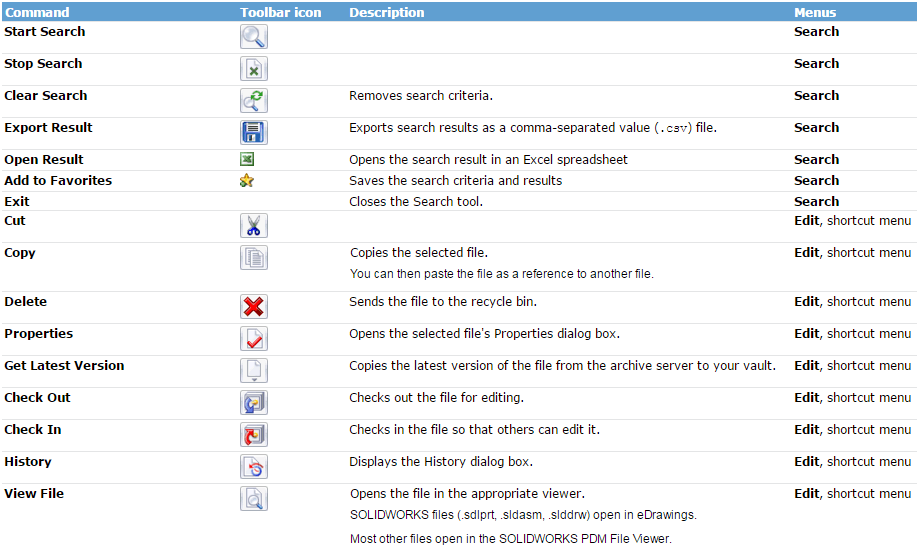 Command Toolbar icon Description Menus
Start Search Search
Stop Search Search
Clear Search Removes search criteria. Search
Export Result Exports search results as a comma-separated value (.csv) file. Search
Open Result Opens the search result in an Excel spreadsheet Search
Add to Favorites Saves the search criteria and results Search
Exit Closes the Search tool. Search
Cut Edit, shortcut menu
Copy Copies the selected file. Edit, shortcut menu
You can then paste the file as a reference to another file.
Delete Sends the file to the recycle bin. Edit, shortcut menu
Properties Opens the selected file's Properties dialog box. Edit, shortcut menu
Get Latest Version Copies the latest version of the file from the archive server to your vault. Edit, shortcut menu
Check Out Checks out the file for editing. Edit, shortcut menu
Check In Checks in the file so that others can edit it. Edit, shortcut menu
History Displays the History dialog box. Edit, shortcut menu
View File Opens the file in the appropriate viewer. Edit, shortcut menu
SOLIDWORKS files (.sdlprt, .sldasm, .slddrw) open in eDrawings.
Most other files open in the SOLIDWORKS PDM File Viewer.